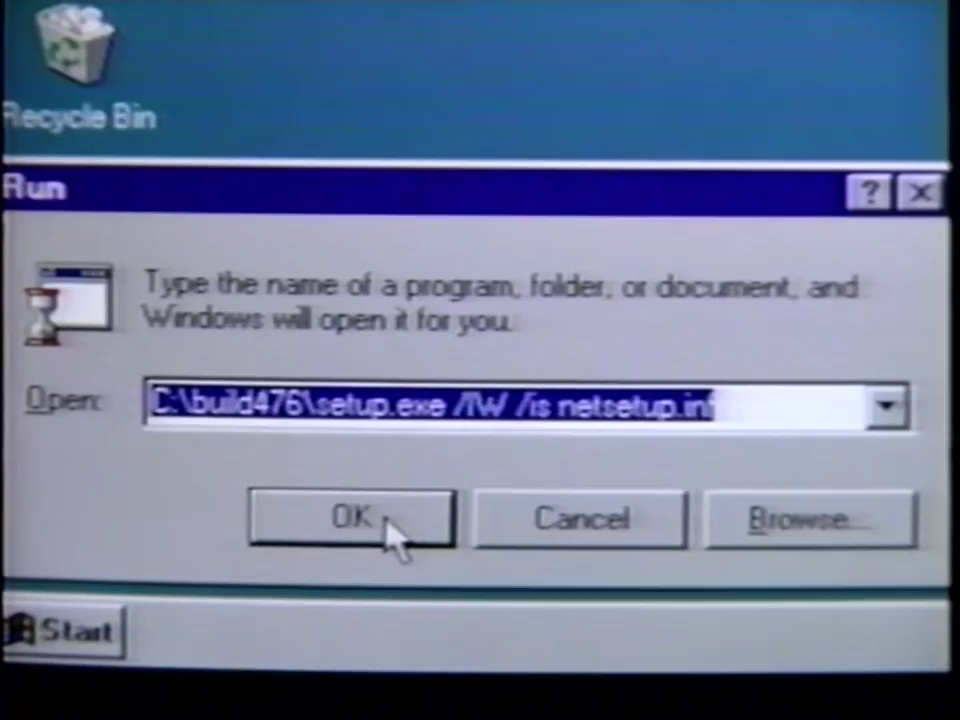 Recycle Bin
Run
Type the name of a program, folder, or document, and
Windows will open it for you.
Open:
C:\build476\setup.exe /IW /is netsetup.inf
OK
Cancel
Browse...
Start